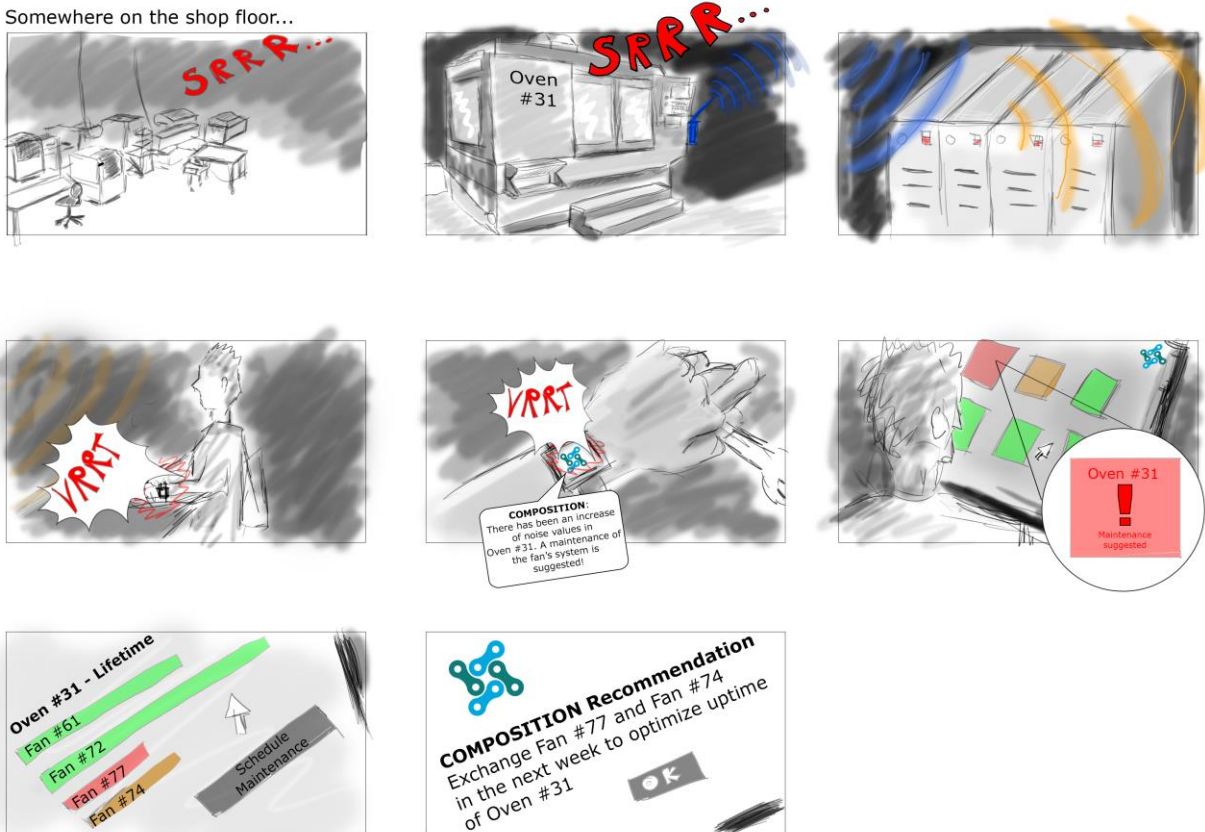 Somewhere on the shop floor...
SRRR...
SRRR...
Oven
#31
VRRT
VRRT
COMPOSITION:
There has been an increase
of noise values in
Oven #31. A maintenance of
the fan's system is
suggested!
Oven #31
!
Maintenance
suggested
Oven #31 - Lifetime
Fan #61
Fan #72
Fan #77
Fan #74
Schedule
Maintenance
COMPOSITION Recommendation
Exchange Fan #77 and Fan #74
in the next week to optimize uptime
of Oven #31
OK